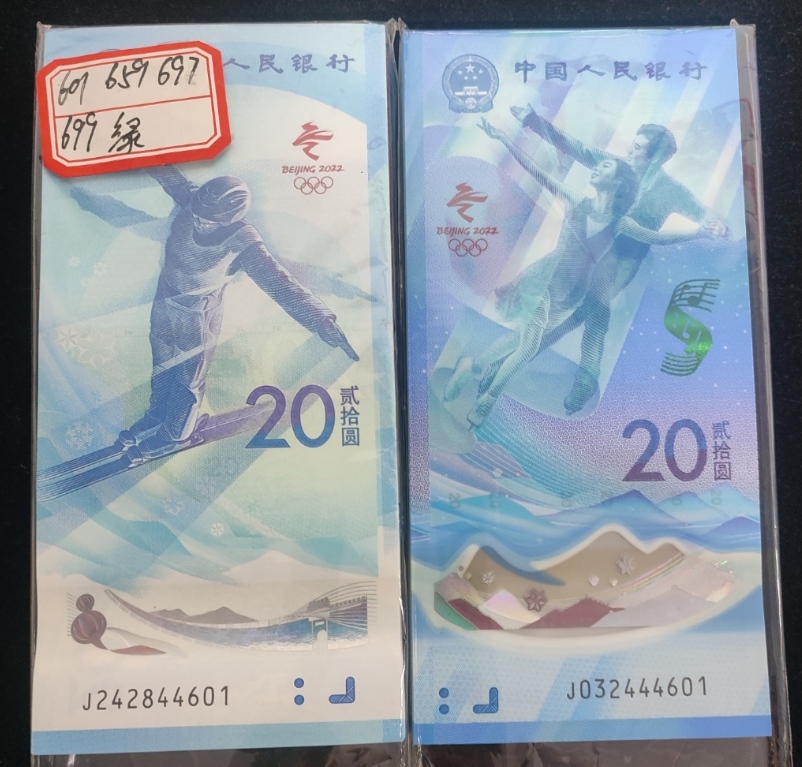 601 659 697
699 绿
人民银行
BEIJING 2022
20 贰拾圆
J242844601
中国人民银行
BEIJING 2022
20 贰拾圆
J032444601